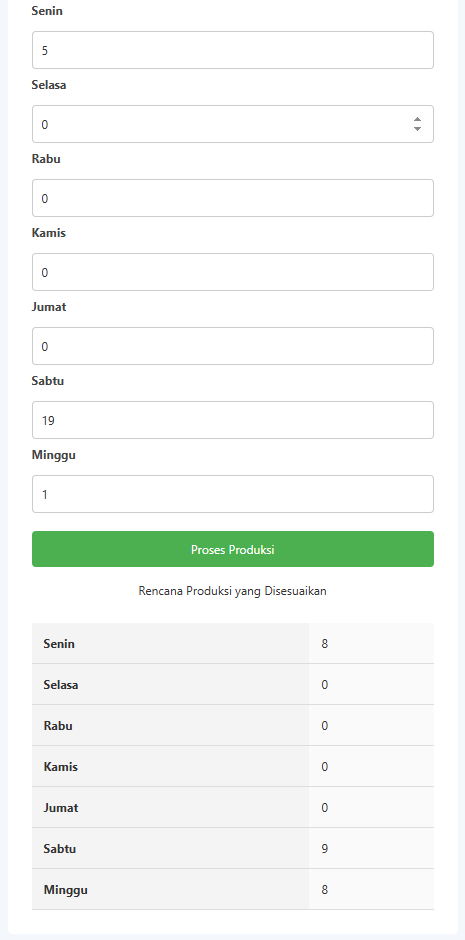 Senin
5
Selasa
0
Rabu
0
Kamis
0
Jumat
0
Sabtu
19
Minggu
1
Proses Produksi
Rencana Produksi yang Disesuaikan
Senin 8
Selasa 0
Rabu 0
Kamis 0
Jumat 0
Sabtu 9
Minggu 8